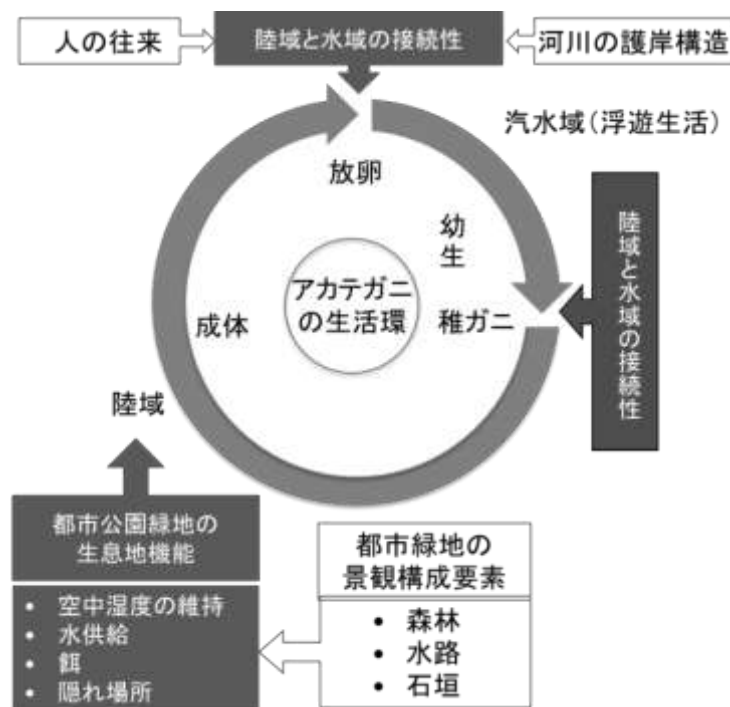 人の往来
陸域と水域の接続性
河川の護岸構造
汽水域(浮遊生活)
放卵
幼
生
陸域と水域の接続性
アカテガニ
の生活環
稚ガニ
成体
陸域
都市公園緑地の
生息地機能
• 空中湿度の維持
• 水供給
• 餌
• 隠れ場所
都市緑地の
景観構成要素
• 森林
• 水路
• 石垣